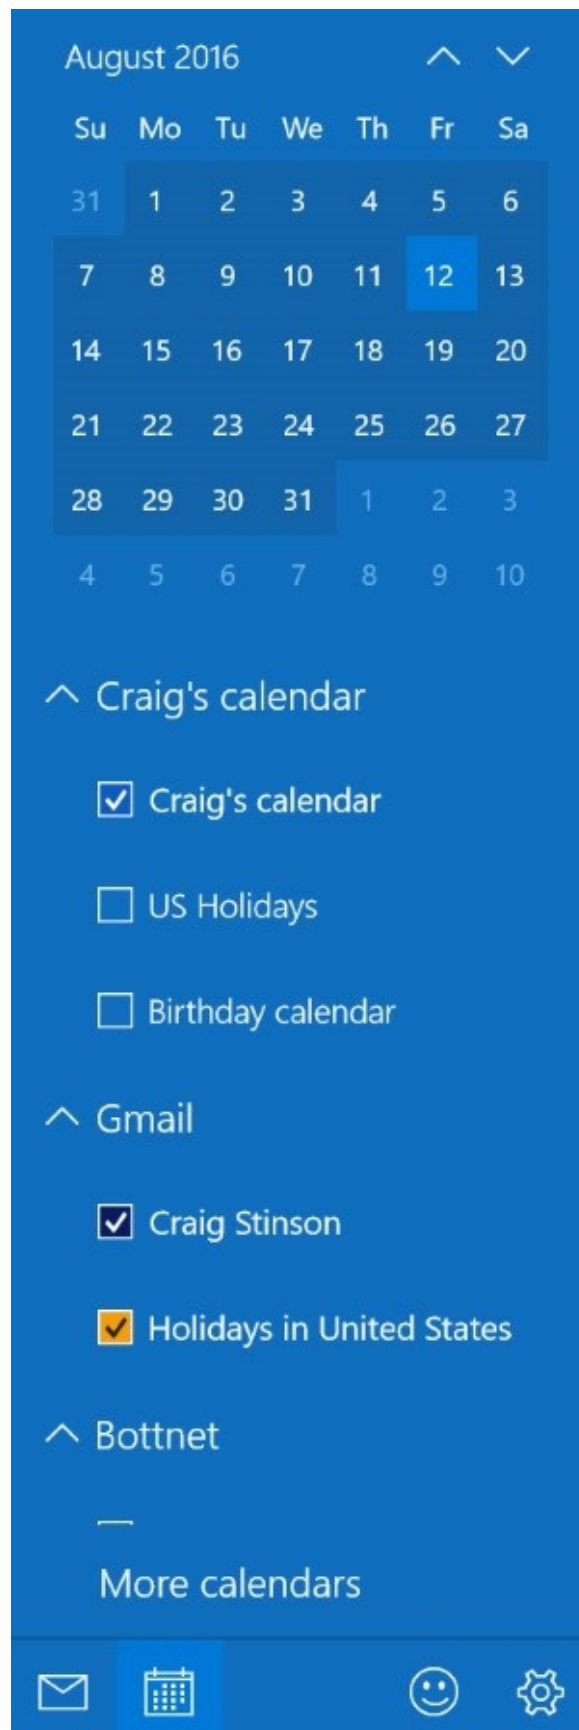 August 2016
Su Mo Tu We Th Fr Sa
31 1 2 3 4 5 6
7 8 9 10 11 12 13
14 15 16 17 18 19 20
21 22 23 24 25 26 27
28 29 30 31 1 2 3
4 5 6 7 8 9 10
Craig's calendar
Craig's calendar
US Holidays
Birthday calendar
Gmail
Craig Stinson
Holidays in United States
Bottnet
More calendars